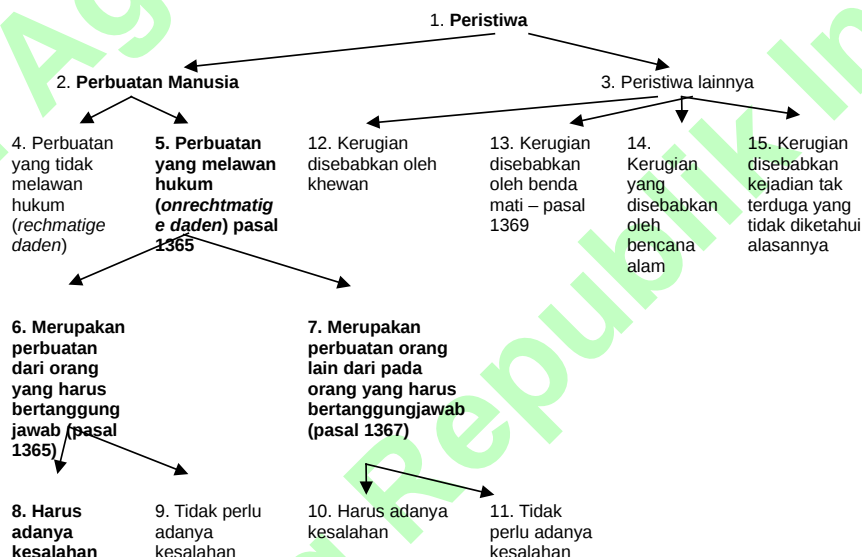 1. Peristiwa
2. Perbuatan Manusia
3. Peristiwa lainnya
4. Perbuatan
yang tidak
melawan
hukum
(rechmatige
daden)
5. Perbuatan
yang melawan
hukum
(onrechtmatig
e daden) pasal
1365
12. Kerugian
disebabkan oleh
khewan
13. Kerugian
disebabkan
oleh benda
mati – pasal
1369
14.
Kerugian
yang
disebabkan
oleh
bencana
alam
15. Kerugian
disebabkan
kejadian tak
terduga yang
tidak diketahui
alasannya
6. Merupakan
perbuatan
dari orang
yang harus
bertanggung
jawab (pasal
1365)
7. Merupakan
perbuatan orang
lain dari pada
orang yang harus
bertanggungjawab
(pasal 1367)
8. Harus
adanya
kesalahan
9. Tidak perlu
adanya
kesalahan
10. Harus adanya
kesalahan
11. Tidak
perlu adanya
kesalahan
Ag
Republik In